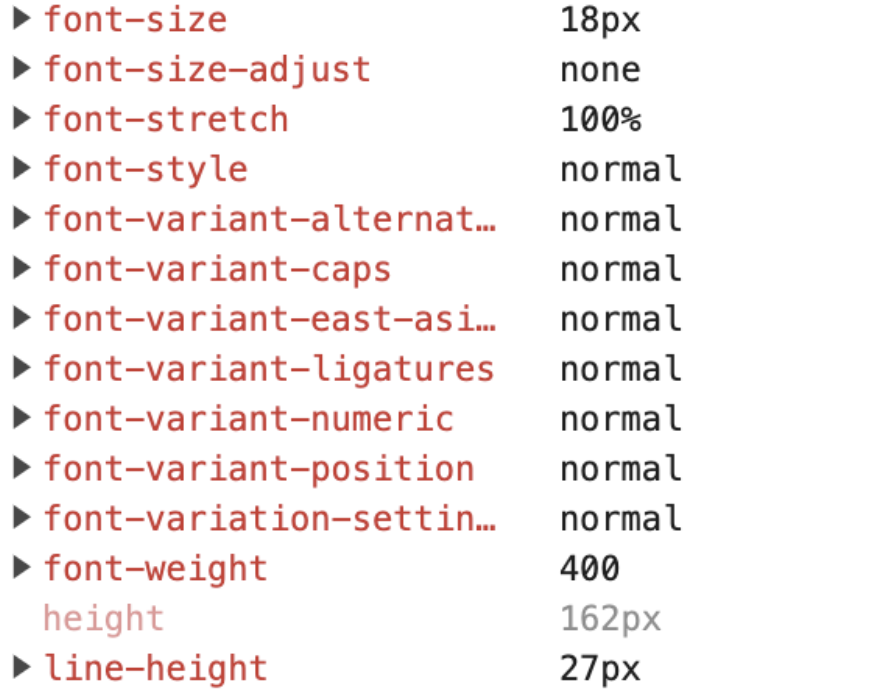 font-size 18px
font-size-adjust none
font-stretch 100%
font-style normal
font-variant-alternat… normal
font-variant-caps normal
font-variant-east-asi… normal
font-variant-ligatures normal
font-variant-numeric normal
font-variant-position normal
font-variation-settin… normal
font-weight 400
height 162px
line-height 27px